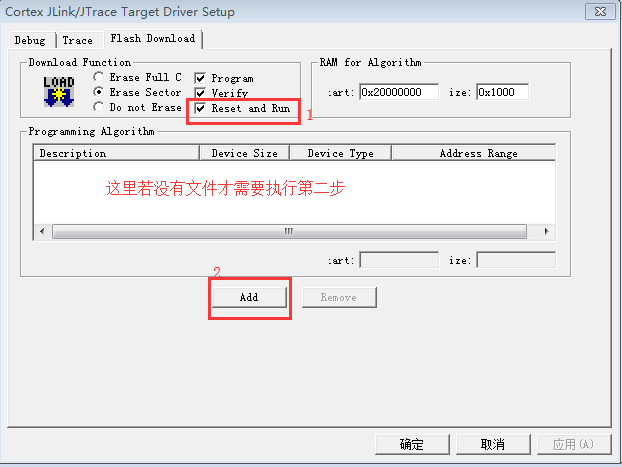 Cortex JLink/JTrace Target Driver Setup
Debug Trace Flash Download
Download Function
LOAD
Erase Full C
Program
Erase Sector
Verify
Do not Erase
Reset and Run
1
RAM for Algorithm
:art: 0x20000000 ize: 0x1000
Programming Algorithm
Description Device Size Device Type Address Range
这里若没有文件才需要执行第二步
:art: ize:
2
Add Remove
确定 取消 应用(A)